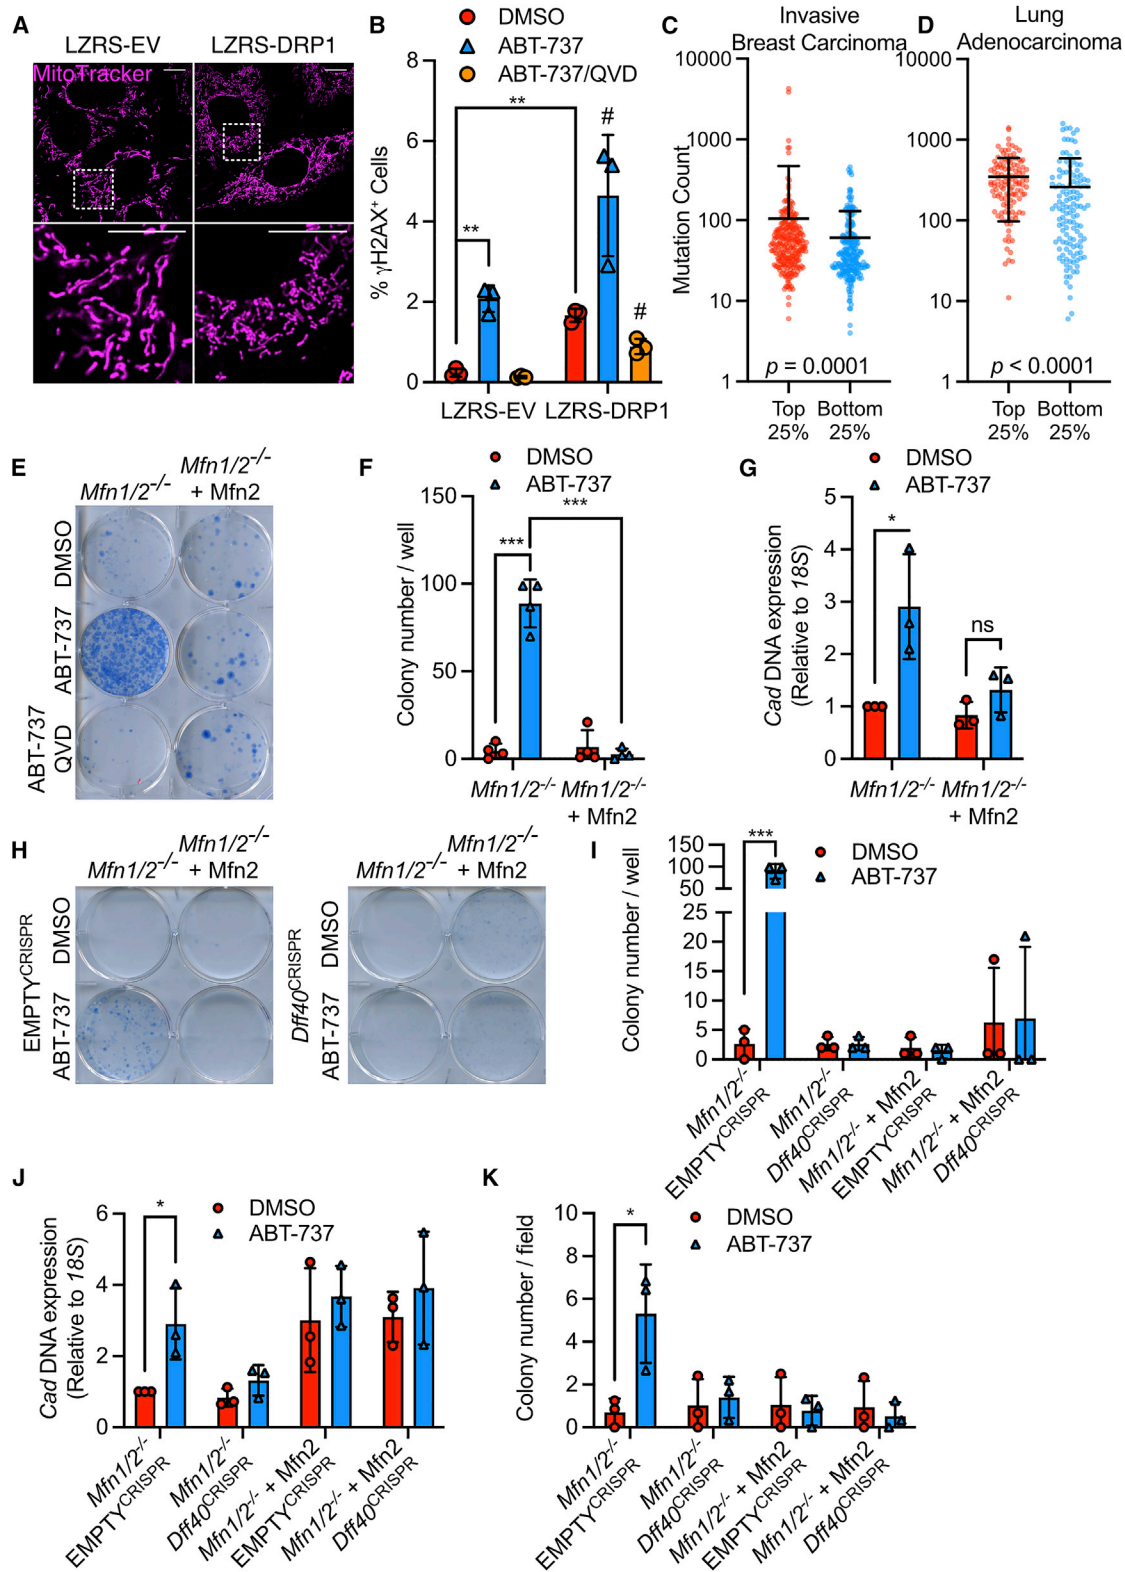 A
LZRS-EV LZRS-DRP1
MitoTracker
B
DMSO
ABT-737
ABT-737/QVD
% γH2AX⁺ Cells
8
6
4
2
0
**
**
#
#
LZRS-EV LZRS-DRP1
C
Invasive
Breast Carcinoma
Mutation Count
10000
1000
100
10
1
p = 0.0001
Top Bottom
25% 25%
D
Lung
Adenocarcinoma
10000
1000
100
10
1
p < 0.0001
Top Bottom
25% 25%
E
Mfn1/2⁻/⁻ Mfn1/2⁻/⁻
+ Mfn2
DMSO
ABT-737
ABT-737
QVD
F
DMSO
ABT-737
Colony number / well
150
100
50
0
***
***
Mfn1/2⁻/⁻ Mfn1/2⁻/⁻
+ Mfn2
G
DMSO
ABT-737
Cad DNA expression
(Relative to 18S)
5
4
3
2
1
0
*
ns
Mfn1/2⁻/⁻ Mfn1/2⁻/⁻
+ Mfn2
H
Mfn1/2⁻/⁻ Mfn1/2⁻/⁻
+ Mfn2
EMPTYCRISPR
DMSO
ABT-737
Mfn1/2⁻/⁻ Mfn1/2⁻/⁻
+ Mfn2
Dff40CRISPR
DMSO
ABT-737
I
DMSO
ABT-737
Colony number / well
150
100
50
25
20
15
10
5
0
***
Mfn1/2⁻/⁻
EMPTYCRISPR
Mfn1/2⁻/⁻
Dff40CRISPR
Mfn1/2⁻/⁻ + Mfn2
EMPTYCRISPR
Mfn1/2⁻/⁻ + Mfn2
Dff40CRISPR
J
DMSO
ABT-737
Cad DNA expression
(Relative to 18S)
6
4
2
0
*
Mfn1/2⁻/⁻
EMPTYCRISPR
Mfn1/2⁻/⁻
Dff40CRISPR
Mfn1/2⁻/⁻ + Mfn2
EMPTYCRISPR
Mfn1/2⁻/⁻ + Mfn2
Dff40CRISPR
K
DMSO
ABT-737
Colony number / field
10
8
6
4
2
0
*
Mfn1/2⁻/⁻
EMPTYCRISPR
Mfn1/2⁻/⁻
Dff40CRISPR
Mfn1/2⁻/⁻ + Mfn2
EMPTYCRISPR
Mfn1/2⁻/⁻ + Mfn2
Dff40CRISPR